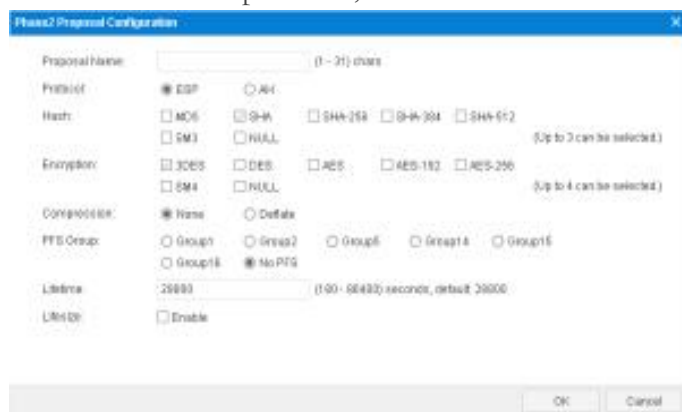 Phase2 Proposal Configuration
Proposal Name: (1 - 31) chars
Protocol: ESP AH
Hash: MD5 SHA SHA-256 SHA-384 SHA-512
SM3 NULL (Up to 3 can be selected.)
Encryption: 3DES DES AES AES-192 AES-256
SM4 NULL (Up to 4 can be selected.)
Compression: None Deflate
PFS Group: Group1 Group2 Group5 Group14 Group15
Group16 No PFS
Lifetime: 28800 (180 - 86400) seconds, default: 28800
Lifesize: Enable
OK Cancel